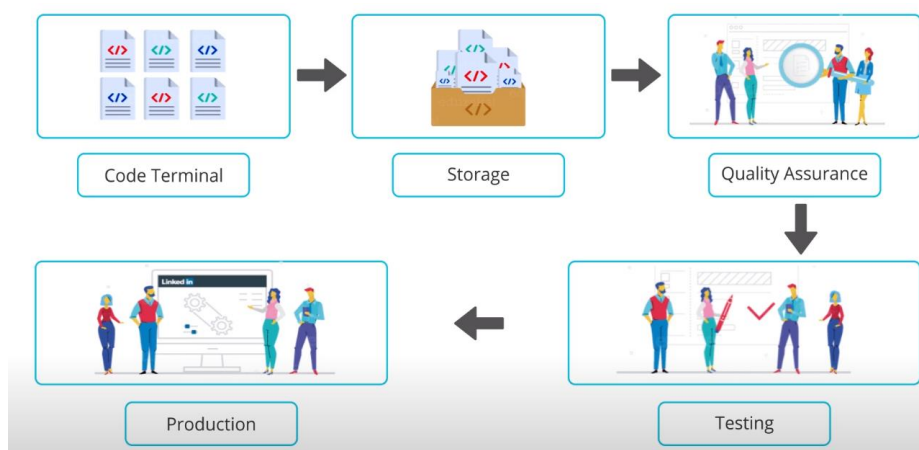 </> </> </>
</> </> </>
</>
</> </>
</>
</>
Code Terminal
Storage
Quality Assurance
Linked in
Production
Testing